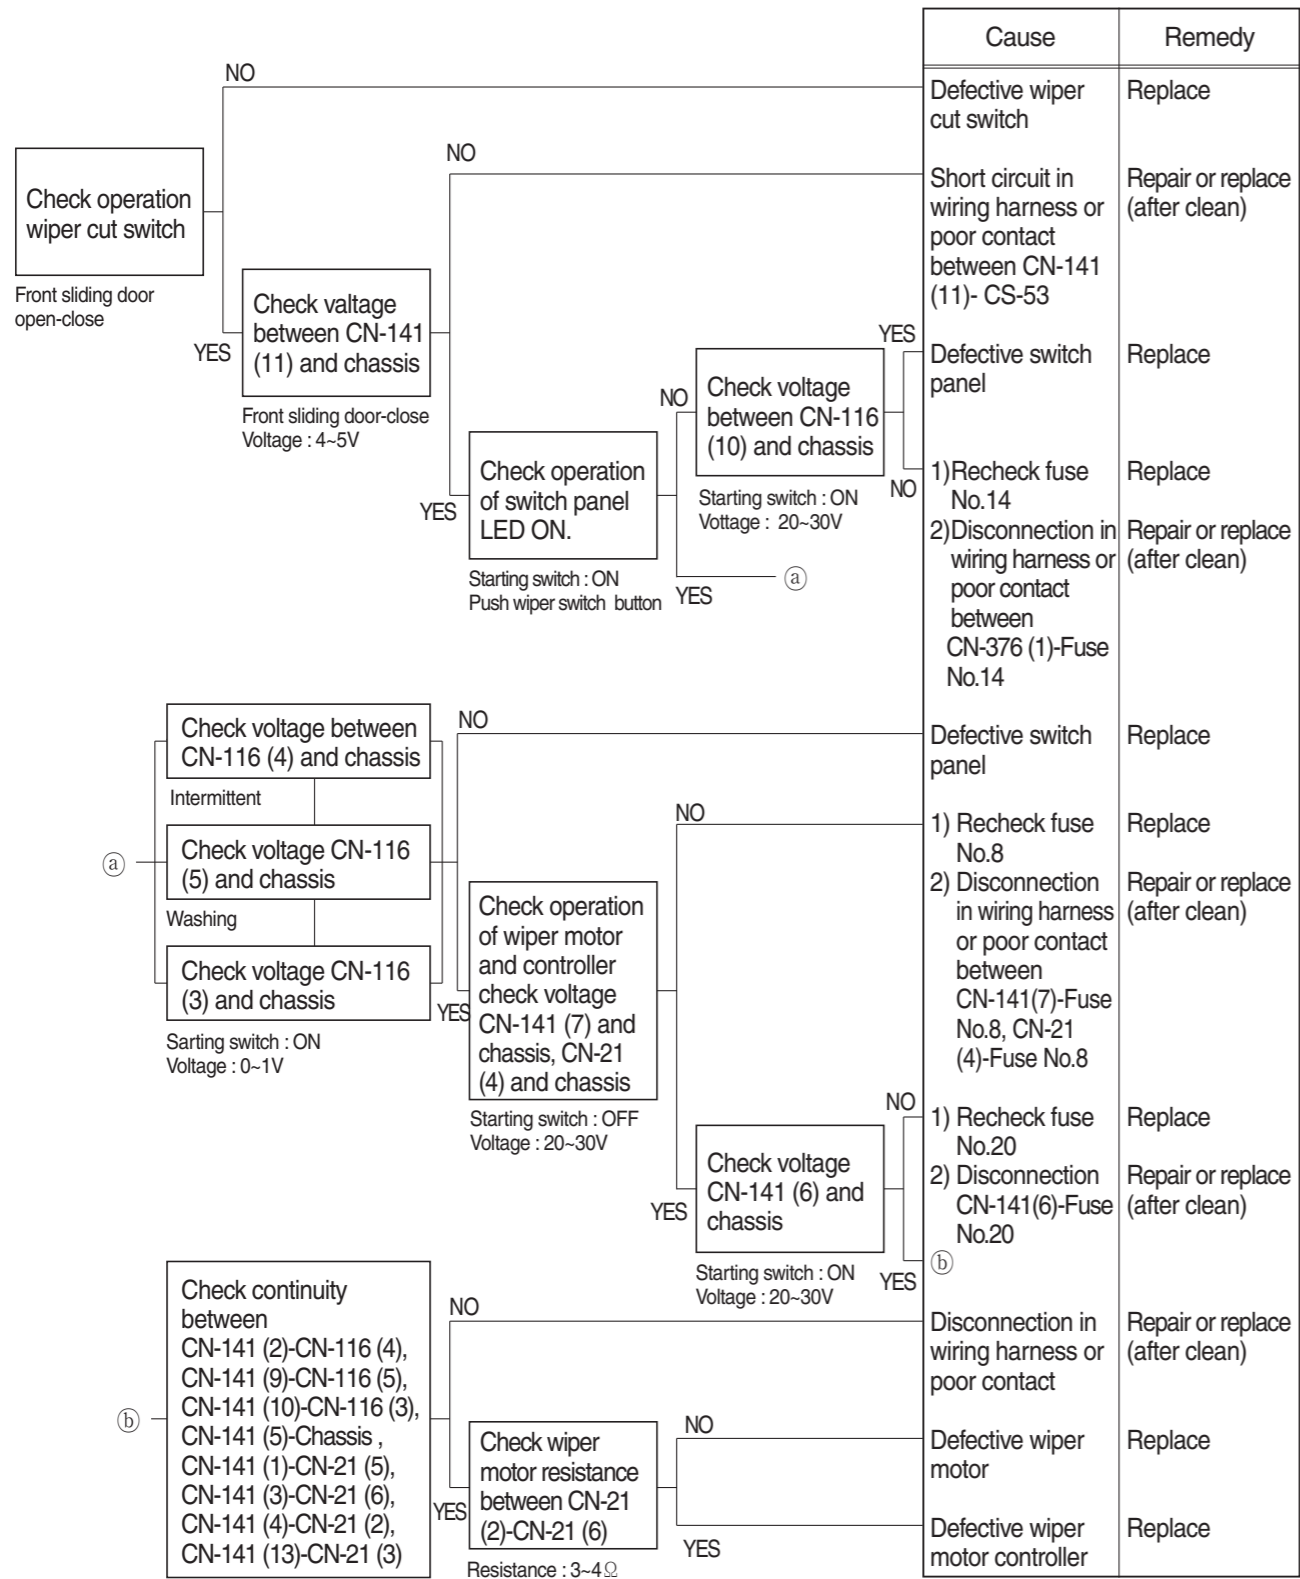 Cause Remedy
NO
Defective wiper Replace
cut switch
NO
Check operation
wiper cut switch
Front sliding door
open-close
Short circuit in Repair or replace
wiring harness or (after clean)
poor contact
between CN-141
(11)- CS-53
YES
Check valtage
between CN-141
(11) and chassis
Front sliding door-close
Voltage : 4~5V
YES
Defective switch Replace
panel
NO
Check voltage
between CN-116
(10) and chassis
Starting switch : ON
Vottage : 20~30V
NO
1)Recheck fuse Replace
No.14
2)Disconnection in Repair or replace
wiring harness or (after clean)
poor contact
between
CN-376 (1)-Fuse
No.14
YES
Check operation
of switch panel
LED ON.
Starting switch : ON
Push wiper switch button
YES
ⓐ
Check voltage between
CN-116 (4) and chassis
Intermittent
ⓐ
Check voltage CN-116
(5) and chassis
Washing
Check voltage CN-116
(3) and chassis
Sarting switch : ON
Voltage : 0~1V
NO
Defective switch Replace
panel
NO
1) Recheck fuse Replace
No.8
2) Disconnection Repair or replace
in wiring harness (after clean)
or poor contact
between
CN-141(7)-Fuse
No.8, CN-21
(4)-Fuse No.8
YES
Check operation
of wiper motor
and controller
check voltage
CN-141 (7) and
chassis, CN-21
(4) and chassis
Starting switch : OFF
Voltage : 20~30V
NO
1) Recheck fuse Replace
No.20
2) Disconnection Repair or replace
CN-141(6)-Fuse (after clean)
No.20
YES
Check voltage
CN-141 (6) and
chassis
Starting switch : ON
Voltage : 20~30V
YES
ⓑ
ⓑ
Check continuity
between
CN-141 (2)-CN-116 (4),
CN-141 (9)-CN-116 (5),
CN-141 (10)-CN-116 (3),
CN-141 (5)-Chassis ,
CN-141 (1)-CN-21 (5),
CN-141 (3)-CN-21 (6),
CN-141 (4)-CN-21 (2),
CN-141 (13)-CN-21 (3)
NO
Disconnection in Repair or replace
wiring harness or (after clean)
poor contact
YES
Check wiper
motor resistance
between CN-21
(2)-CN-21 (6)
Resistance : 3~4Ω
NO
Defective wiper Replace
motor
YES
Defective wiper Replace
motor controller